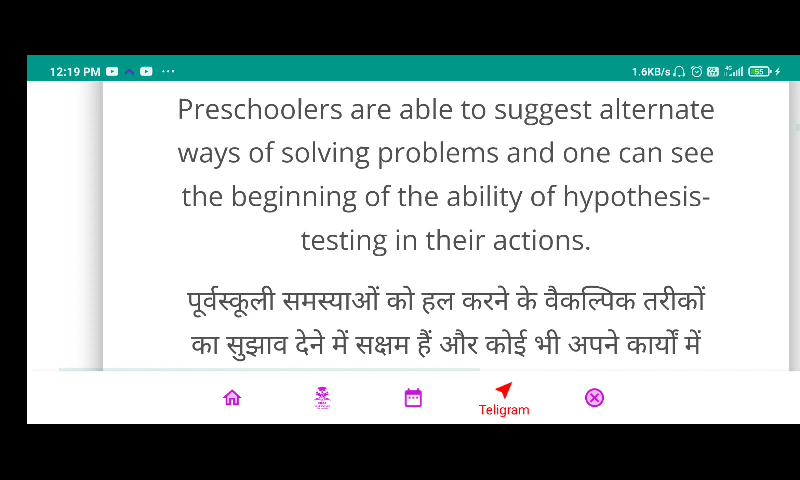 12:19 PM
1.6KB/s 4G 55
Preschoolers are able to suggest alternate
ways of solving problems and one can see
the beginning of the ability of hypothesis-
testing in their actions.
पूर्वस्कूली समस्याओं को हल करने के वैकल्पिक तरीकों
का सुझाव देने में सक्षम हैं और कोई भी अपने कार्यों में
Teligram